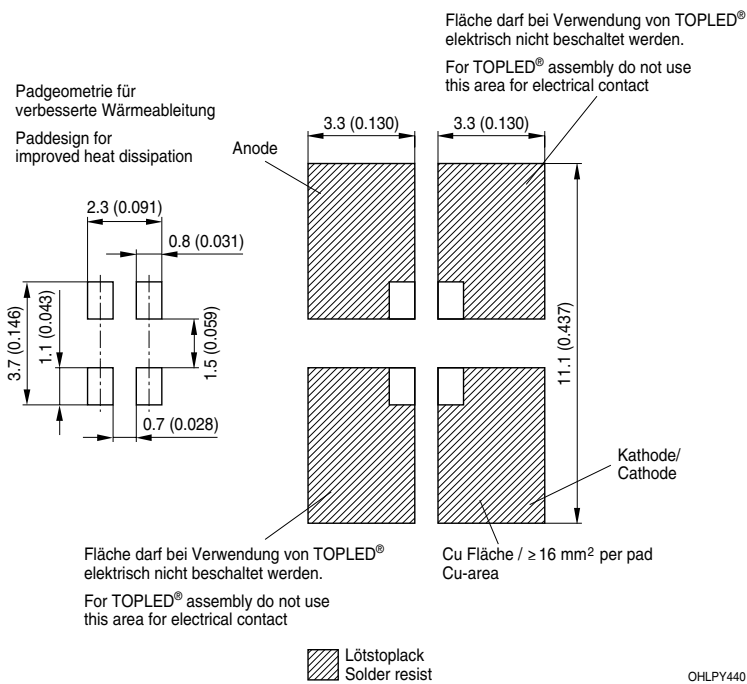 Fläche darf bei Verwendung von TOPLED®
elektrisch nicht beschaltet werden.
For TOPLED® assembly do not use
this area for electrical contact
Padgeometrie für
verbesserte Wärmeableitung
Paddesign for
improved heat dissipation
Anode
3.3 (0.130)
3.3 (0.130)
2.3 (0.091)
0.8 (0.031)
3.7 (0.146)
1.1 (0.043)
1.5 (0.059)
0.7 (0.028)
11.1 (0.437)
Kathode/
Cathode
Fläche darf bei Verwendung von TOPLED®
elektrisch nicht beschaltet werden.
For TOPLED® assembly do not use
this area for electrical contact
Cu Fläche / ≥ 16 mm² per pad
Cu-area
Lötstoplack
Solder resist
OHLPY440